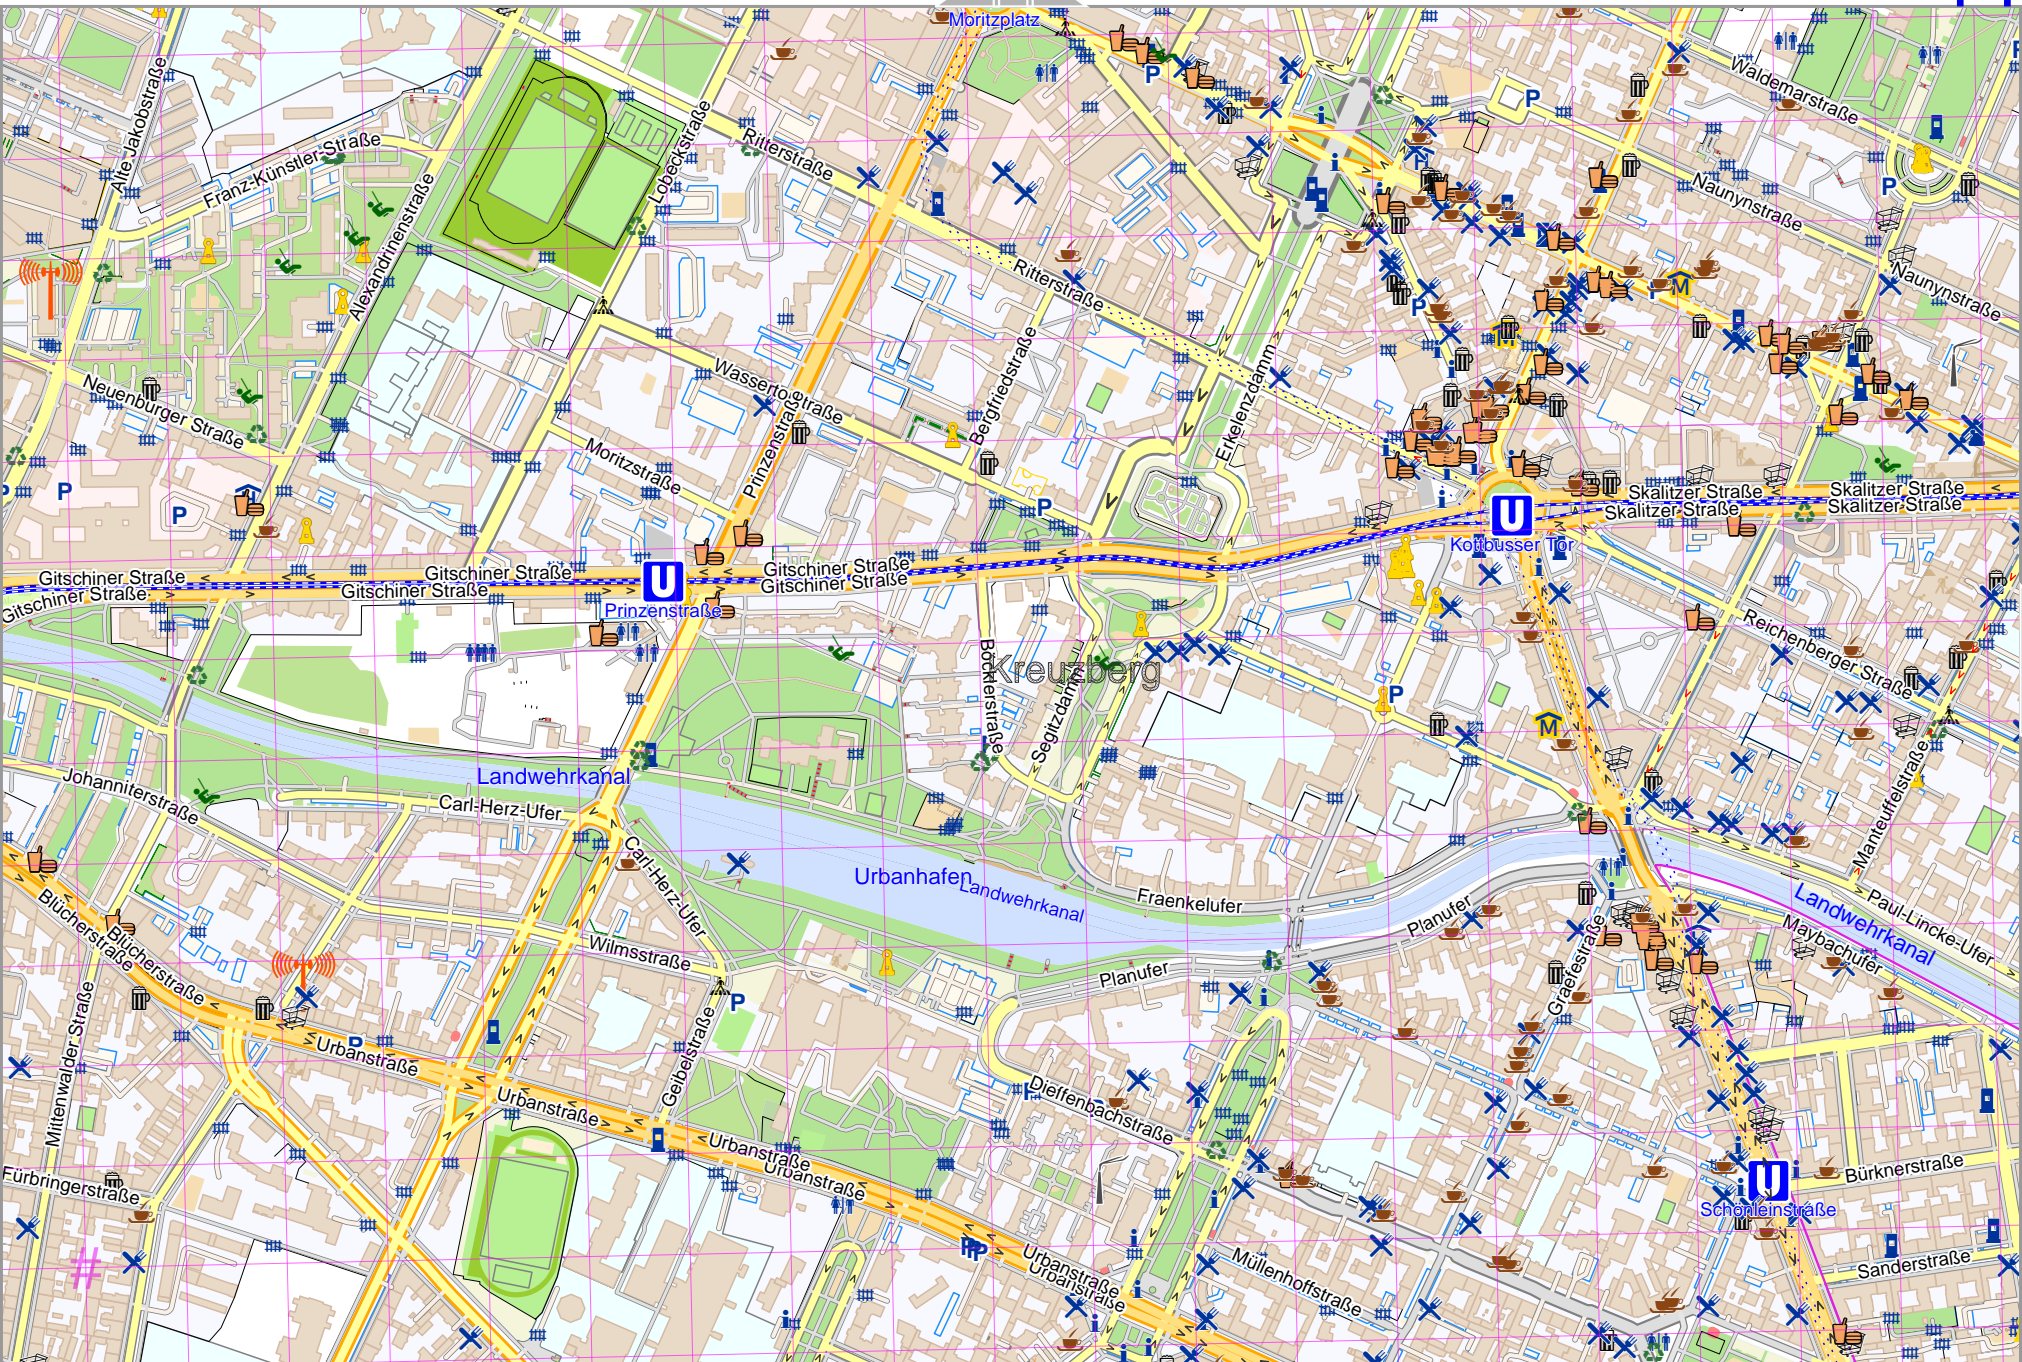 Moritzplatz
Waldemarstraße
Alte Jakobstraße
Franz-Künstler-Straße
Lobeckstraße
Ritterstraße
P
P
P
Naunynstraße
Alexandrinenstraße
Ritterstraße
Naunynstraße
P
M
M
Neuenburger Straße
Wassertorstraße
Bergfriedstraße
Erkelenzdamm
Moritzstraße
Prinzenstraße
P
P
P
Skalitzer Straße
Skalitzer Straße
Skalitzer Straße
Skalitzer Straße
U
Kottbusser Tor
Gitschiner Straße
Gitschiner Straße
Gitschiner Straße
Gitschiner Straße
Gitschiner Straße
Gitschiner Straße
U
Prinzenstraße
Böcklerstraße
Kreuzberg
Segitzdamm
Reichenberger Straße
P
M
Landwehrkanal
Johanniterstraße
Carl-Herz-Ufer
Carl-Herz-Ufer
Manteuffelstraße
Urbanhafen
Landwehrkanal
Fraenkelufer
Planufer
Planufer
Graefestraße
Landwehrkanal
Paul-Lincke-Ufer
Maybachufer
Blücherstraße
Blücherstraße
Wilmsstraße
P
Mittenwalder Straße
P
Urbanstraße
Urbanstraße
Geibelstraße
Dieffenbachstraße
P
Urbanstraße
Urbanstraße
Fürbringerstraße
U
Schönleinstraße
Bürknerstraße
Sanderstraße
Müllenhoffstraße
Urbanstraße
Urbanstraße